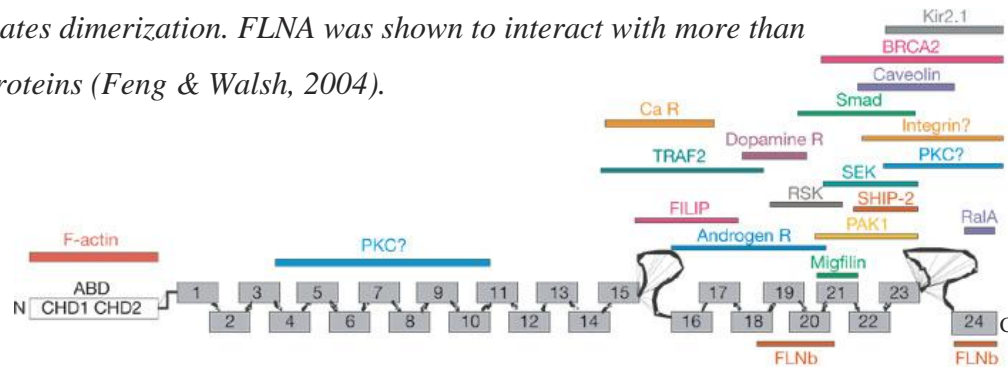 ates dimerization. FLNA was shown to interact with more than
roteins (Feng & Walsh, 2004).
Kir2.1
BRCA2
Caveolin
Smad
Ca R
Integrin?
Dopamine R
TRAF2
PKC?
SEK
RSK
SHIP-2
FILIP
RalA
PAK1
F-actin
PKC?
Androgen R
Migfilin
ABD
N CHD1 CHD2
1 3 5 7 9 11 13 15 17 19 21 23
2 4 6 8 10 12 14 16 18 20 22 24 C
FLNb FLNb